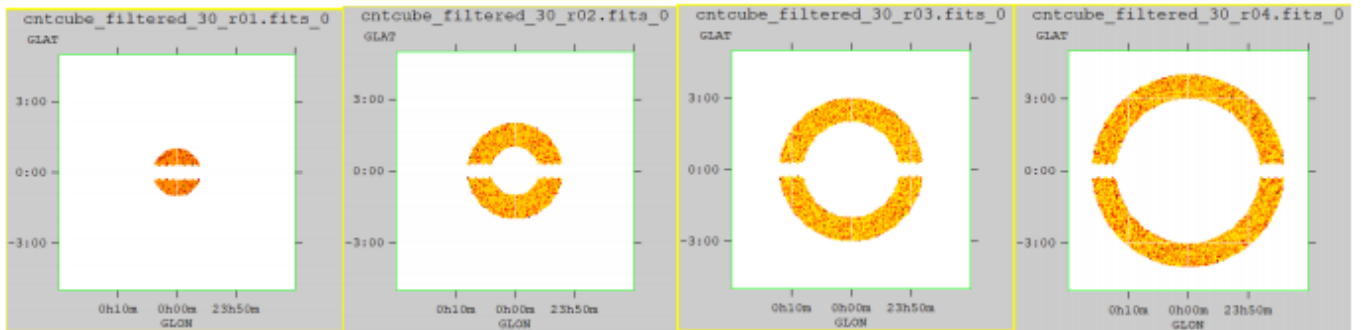 cntcube_filtered_30_r01.fits_0
GLAT
3:00
0:00
-3:00
0h10m 0h00m 23h50m
GLON
cntcube_filtered_30_r02.fits_0
GLAT
3:00
0:00
-3:00
0h10m 0h00m 23h50m
GLON
cntcube_filtered_30_r03.fits_0
GLAT
3:00
0:00
-3:00
0h10m 0h00m 23h50m
GLON
cntcube_filtered_30_r04.fits_0
GLAT
3:00
0:00
-3:00
0h10m 0h00m 23h50m
GLON